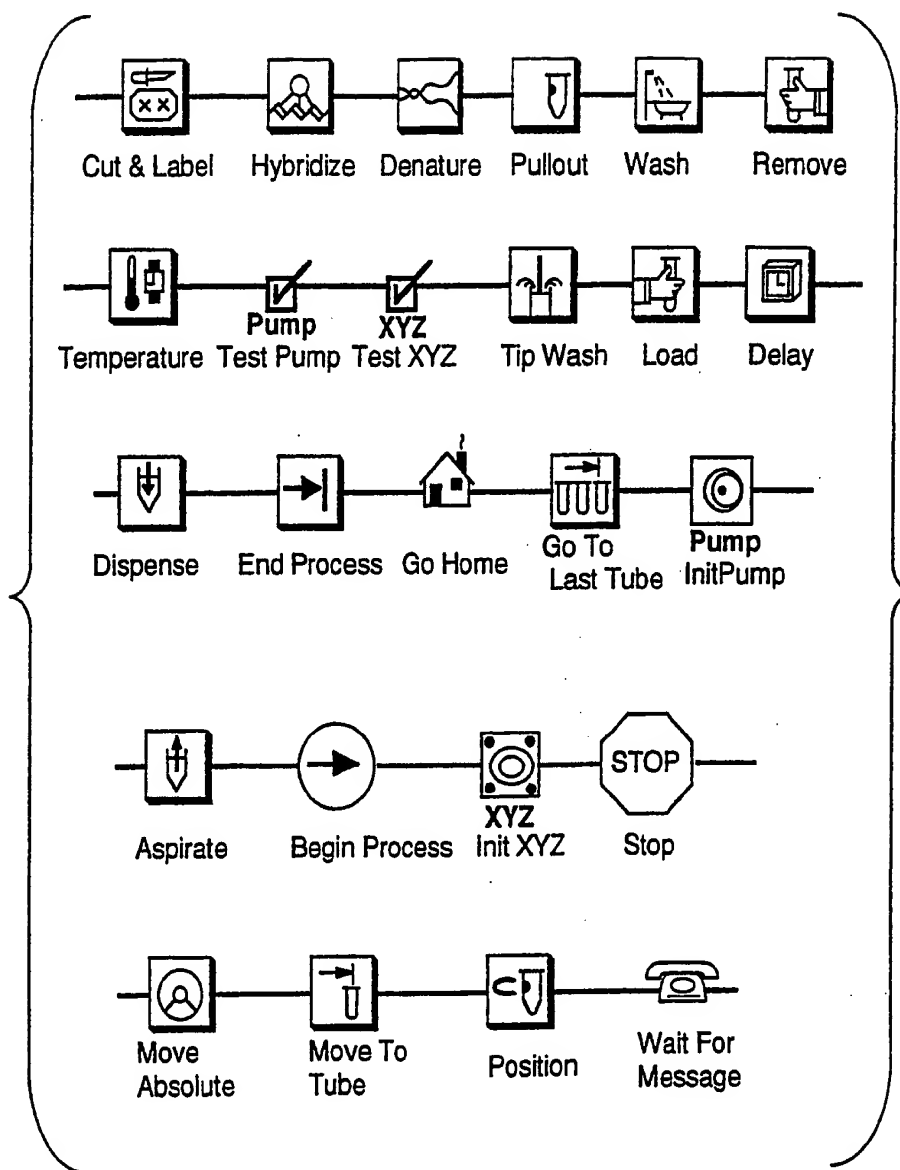 Cut & Label Hybridize Denature Pullout Wash Remove
Pump XYZ
Temperature Test Pump Test XYZ Tip Wash Load Delay
Pump
Dispense End Process Go Home Go To Last Tube InitPump
STOP
XYZ
Aspirate Begin Process Init XYZ Stop
Move Absolute Move To Tube Position Wait For Message